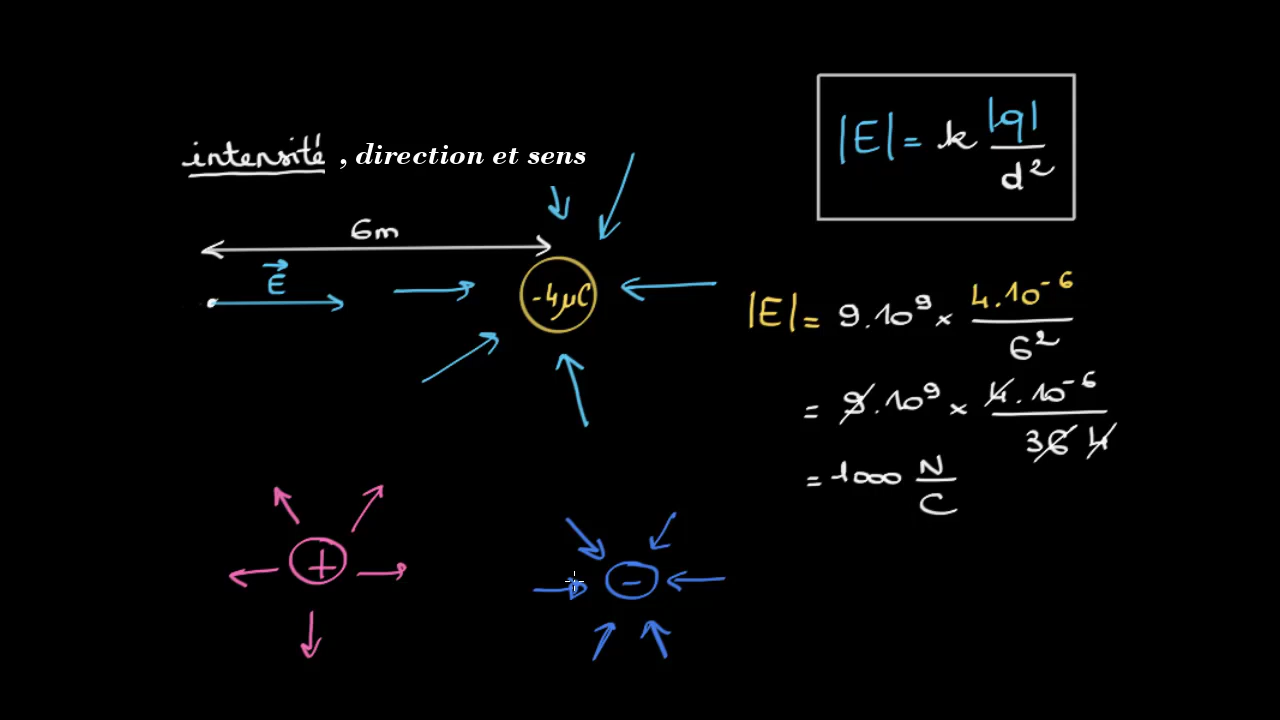 intensité , direction et sens
6m
E⃗
-4μC
|E| = k |q| / d²
|E| = 9.10⁹ × 4.10⁻⁶ / 6²
= 9.10⁹ × 4.10⁻⁶ / 36 4
= 1000 N / C
+
-